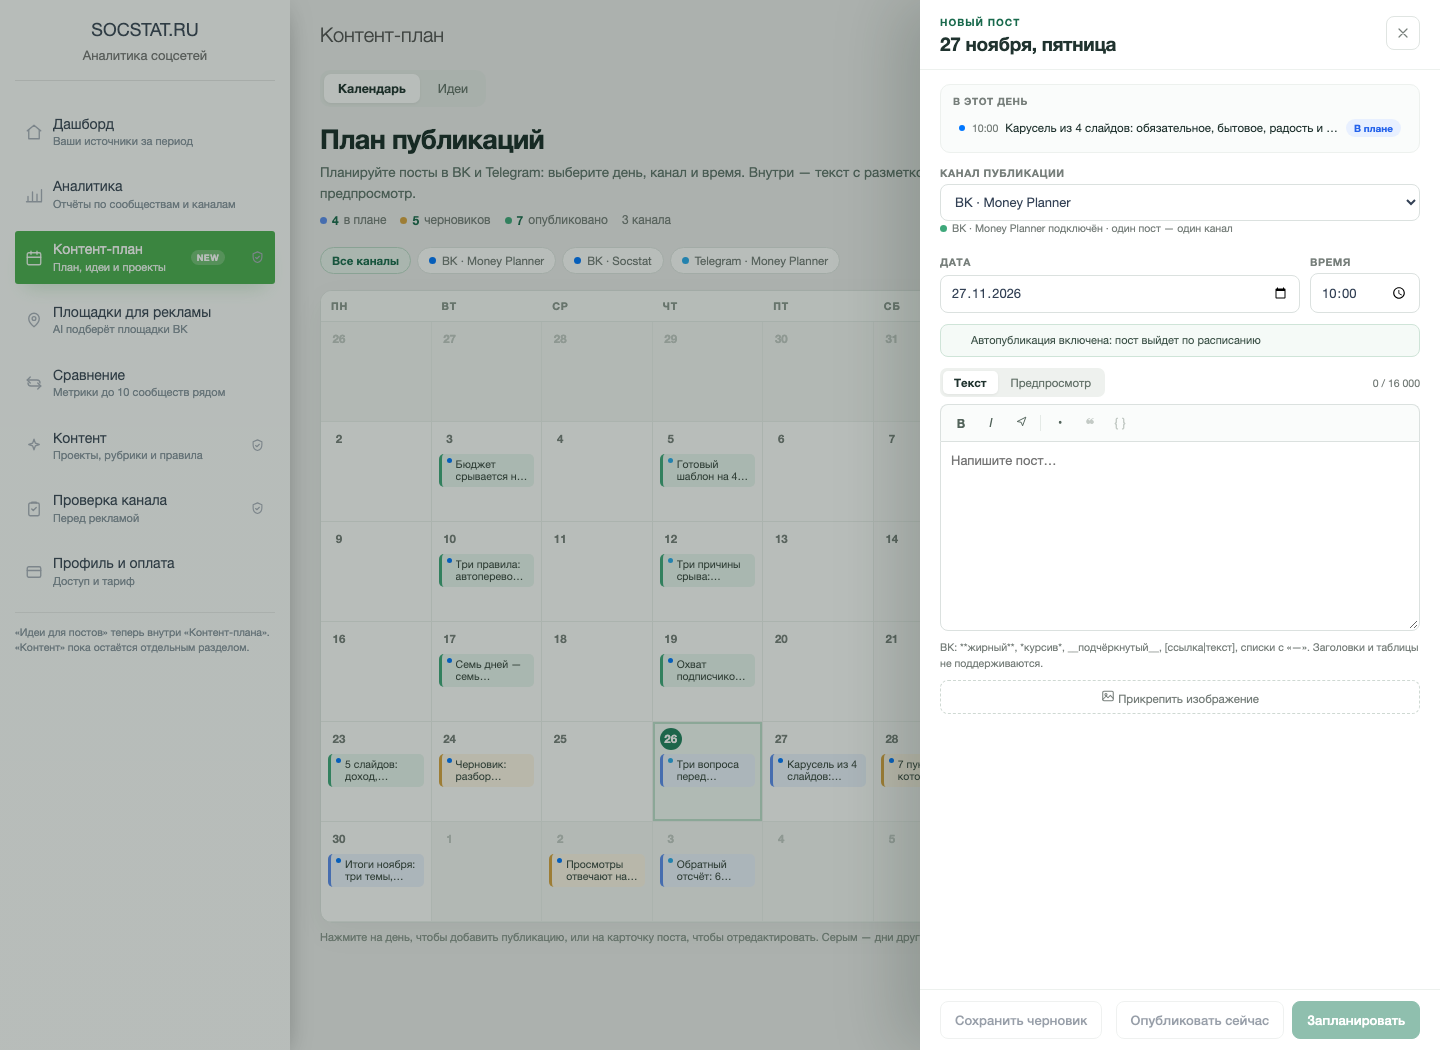 SOCSTAT.RU
Аналитика соцсетей
Дашборд
Ваши источники за период
Аналитика
Отчёты по сообществам и каналам
Контент-план
План, идеи и проекты
NEW
Площадки для рекламы
AI подберёт площадки ВК
Сравнение
Метрики до 10 сообществ рядом
Контент
Проекты, рубрики и правила
Проверка канала
Перед рекламой
Профиль и оплата
Доступ и тариф
«Идеи для постов» теперь внутри «Контент-плана».
«Контент» пока остаётся отдельным разделом.
Контент-план
Календарь Идеи
План публикаций
Планируйте посты в ВК и Telegram: выберите день, канал и время. Внутри — текст с разметко
предпросмотр.
4 в плане 5 черновиков 7 опубликовано 3 канала
Все каналы ВК · Money Planner ВК · Socstat Telegram · Money Planner
ПН ВТ СР ЧТ ПТ СБ
26 27 28 29 30 31
2 3 4 5 6 7
Бюджет срывается н…
Готовый шаблон на 4…
9 10 11 12 13 14
Три правила: автоперево…
Три причины срыва:…
16 17 18 19 20 21
Семь дней — семь…
Охват подписчико…
23 24 25 26 27 28
5 слайдов: доход,…
Черновик: разбор…
Три вопроса перед…
Карусель из 4 слайдов:…
7 пун
кото
30 1 2 3 4 5
Итоги ноября: три темы,…
Просмотры отвечают на…
Обратный отсчёт: 6…
Нажмите на день, чтобы добавить публикацию, или на карточку поста, чтобы отредактировать. Серым — дни друг
НОВЫЙ ПОСТ
27 ноября, пятница
В ЭТОТ ДЕНЬ
10:00 Карусель из 4 слайдов: обязательное, бытовое, радость и … В плане
КАНАЛ ПУБЛИКАЦИИ
ВК · Money Planner
ВК · Money Planner подключён · один пост — один канал
ДАТА ВРЕМЯ
27.11.2026 10:00
Автопубликация включена: пост выйдет по расписанию
Текст Предпросмотр 0 / 16 000
B I • ❝ { }
Напишите пост…
ВК: **жирный**, *курсив*, __подчёркнутый__, [ссылка|текст], списки с «—». Заголовки и таблицы
не поддерживаются.
Прикрепить изображение
Сохранить черновик Опубликовать сейчас Запланировать